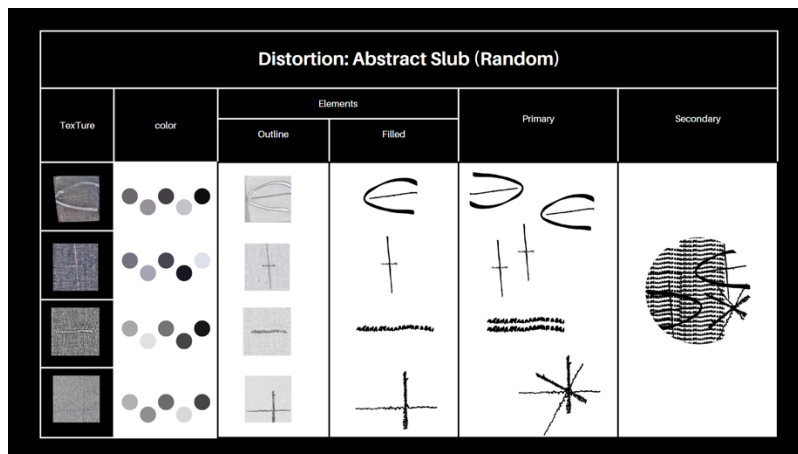 Distortion: Abstract Slub (Random)
TexTure
color
Elements
Outline
Filled
Primary
Secondary